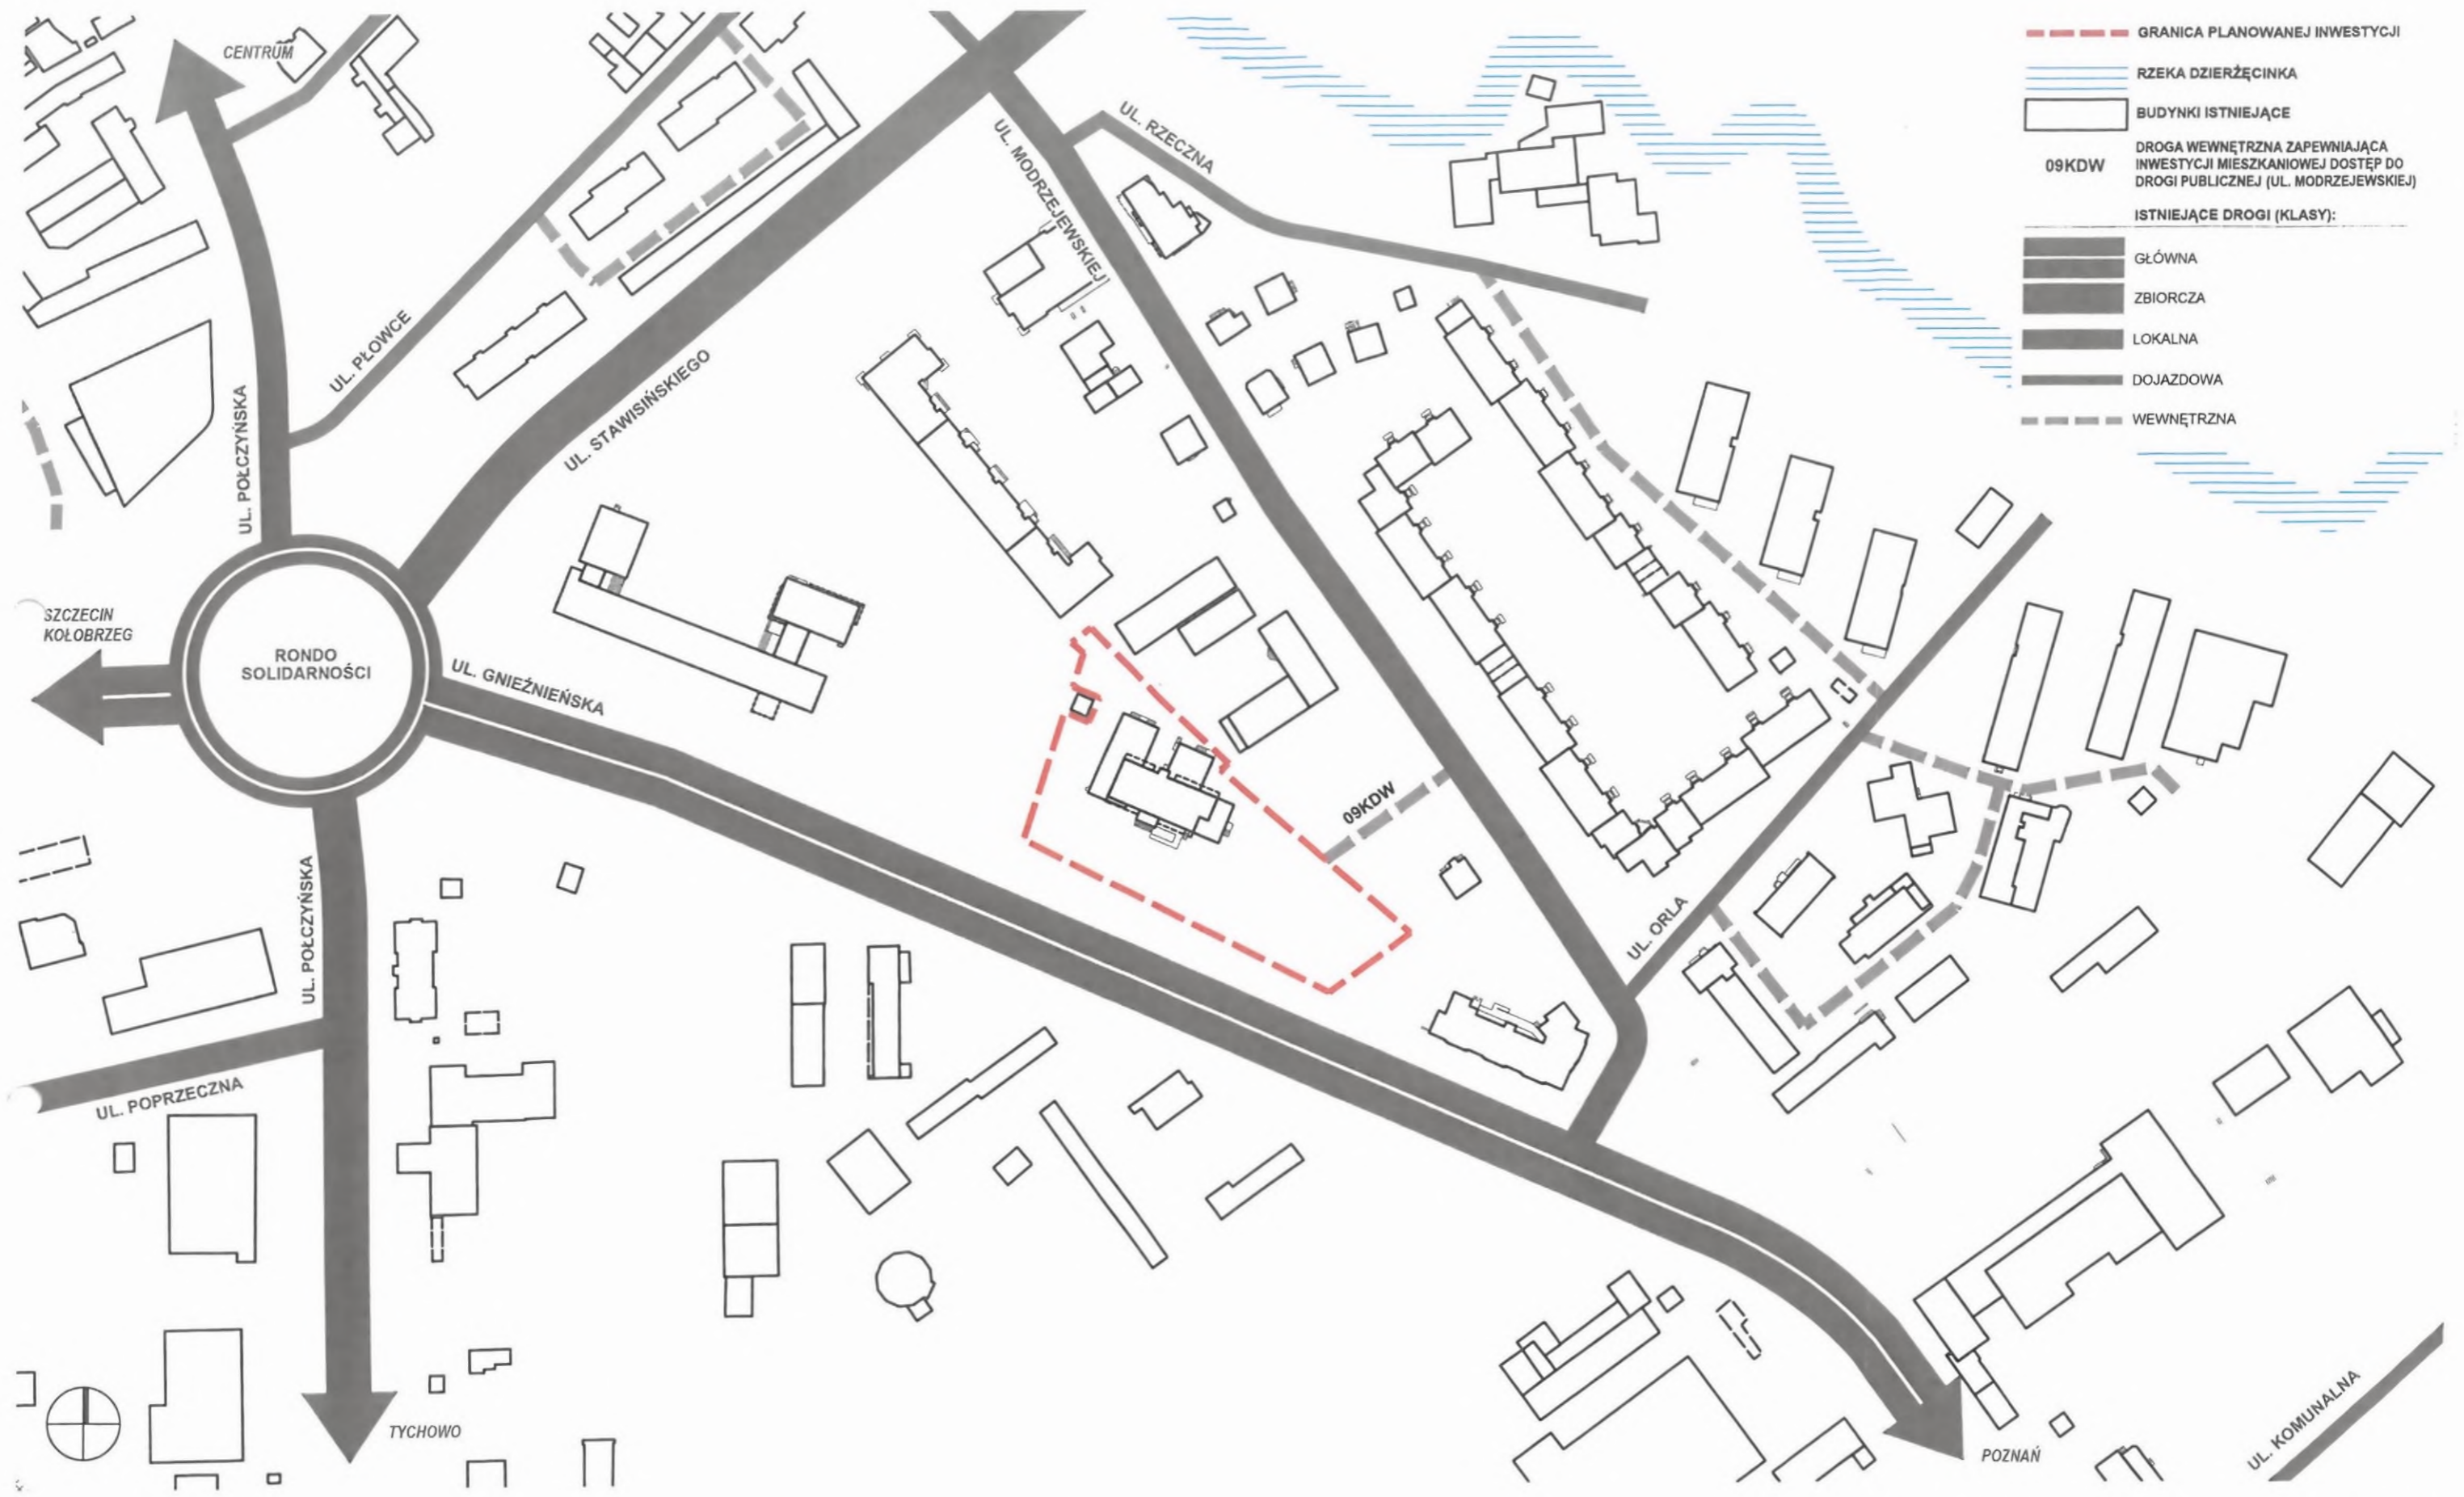 CENTRUM
UL. RZECZNA
UL. MODRZEJEWSKIEJ
UL. PŁOWCE
UL. STAWISIŃSKIEGO
UL. POŁCZYŃSKA
SZCZECIN
KOŁOBRZEG
RONDO
SOLIDARNOŚCI
UL. GNIEŹNIEŃSKA
09KDW
UL. ORLA
UL. POŁCZYŃSKA
UL. POPRZECZNA
TYCHOWO
POZNAŃ
UL. KOMUNALNA
GRANICA PLANOWANEJ INWESTYCJI
RZEKA DZIERŻĘCINKA
BUDYNKI ISTNIEJĄCE
09KDW
DROGA WEWNĘTRZNA ZAPEWNIAJĄCA
INWESTYCJI MIESZKANIOWEJ DOSTĘP DO
DROGI PUBLICZNEJ (UL. MODRZEJEWSKIEJ)
ISTNIEJĄCE DROGI (KLASY):
GŁÓWNA
ZBIORCZA
LOKALNA
DOJAZDOWA
WEWNĘTRZNA